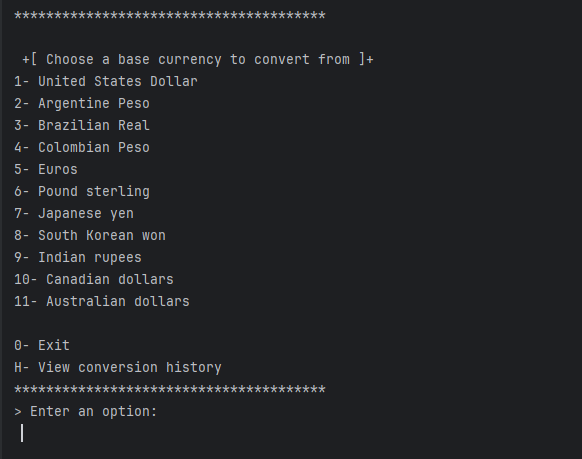 ***************************************
+[ Choose a base currency to convert from ]+
1- United States Dollar
2- Argentine Peso
3- Brazilian Real
4- Colombian Peso
5- Euros
6- Pound sterling
7- Japanese yen
8- South Korean won
9- Indian rupees
10- Canadian dollars
11- Australian dollars
0- Exit
H- View conversion history
***************************************
> Enter an option: